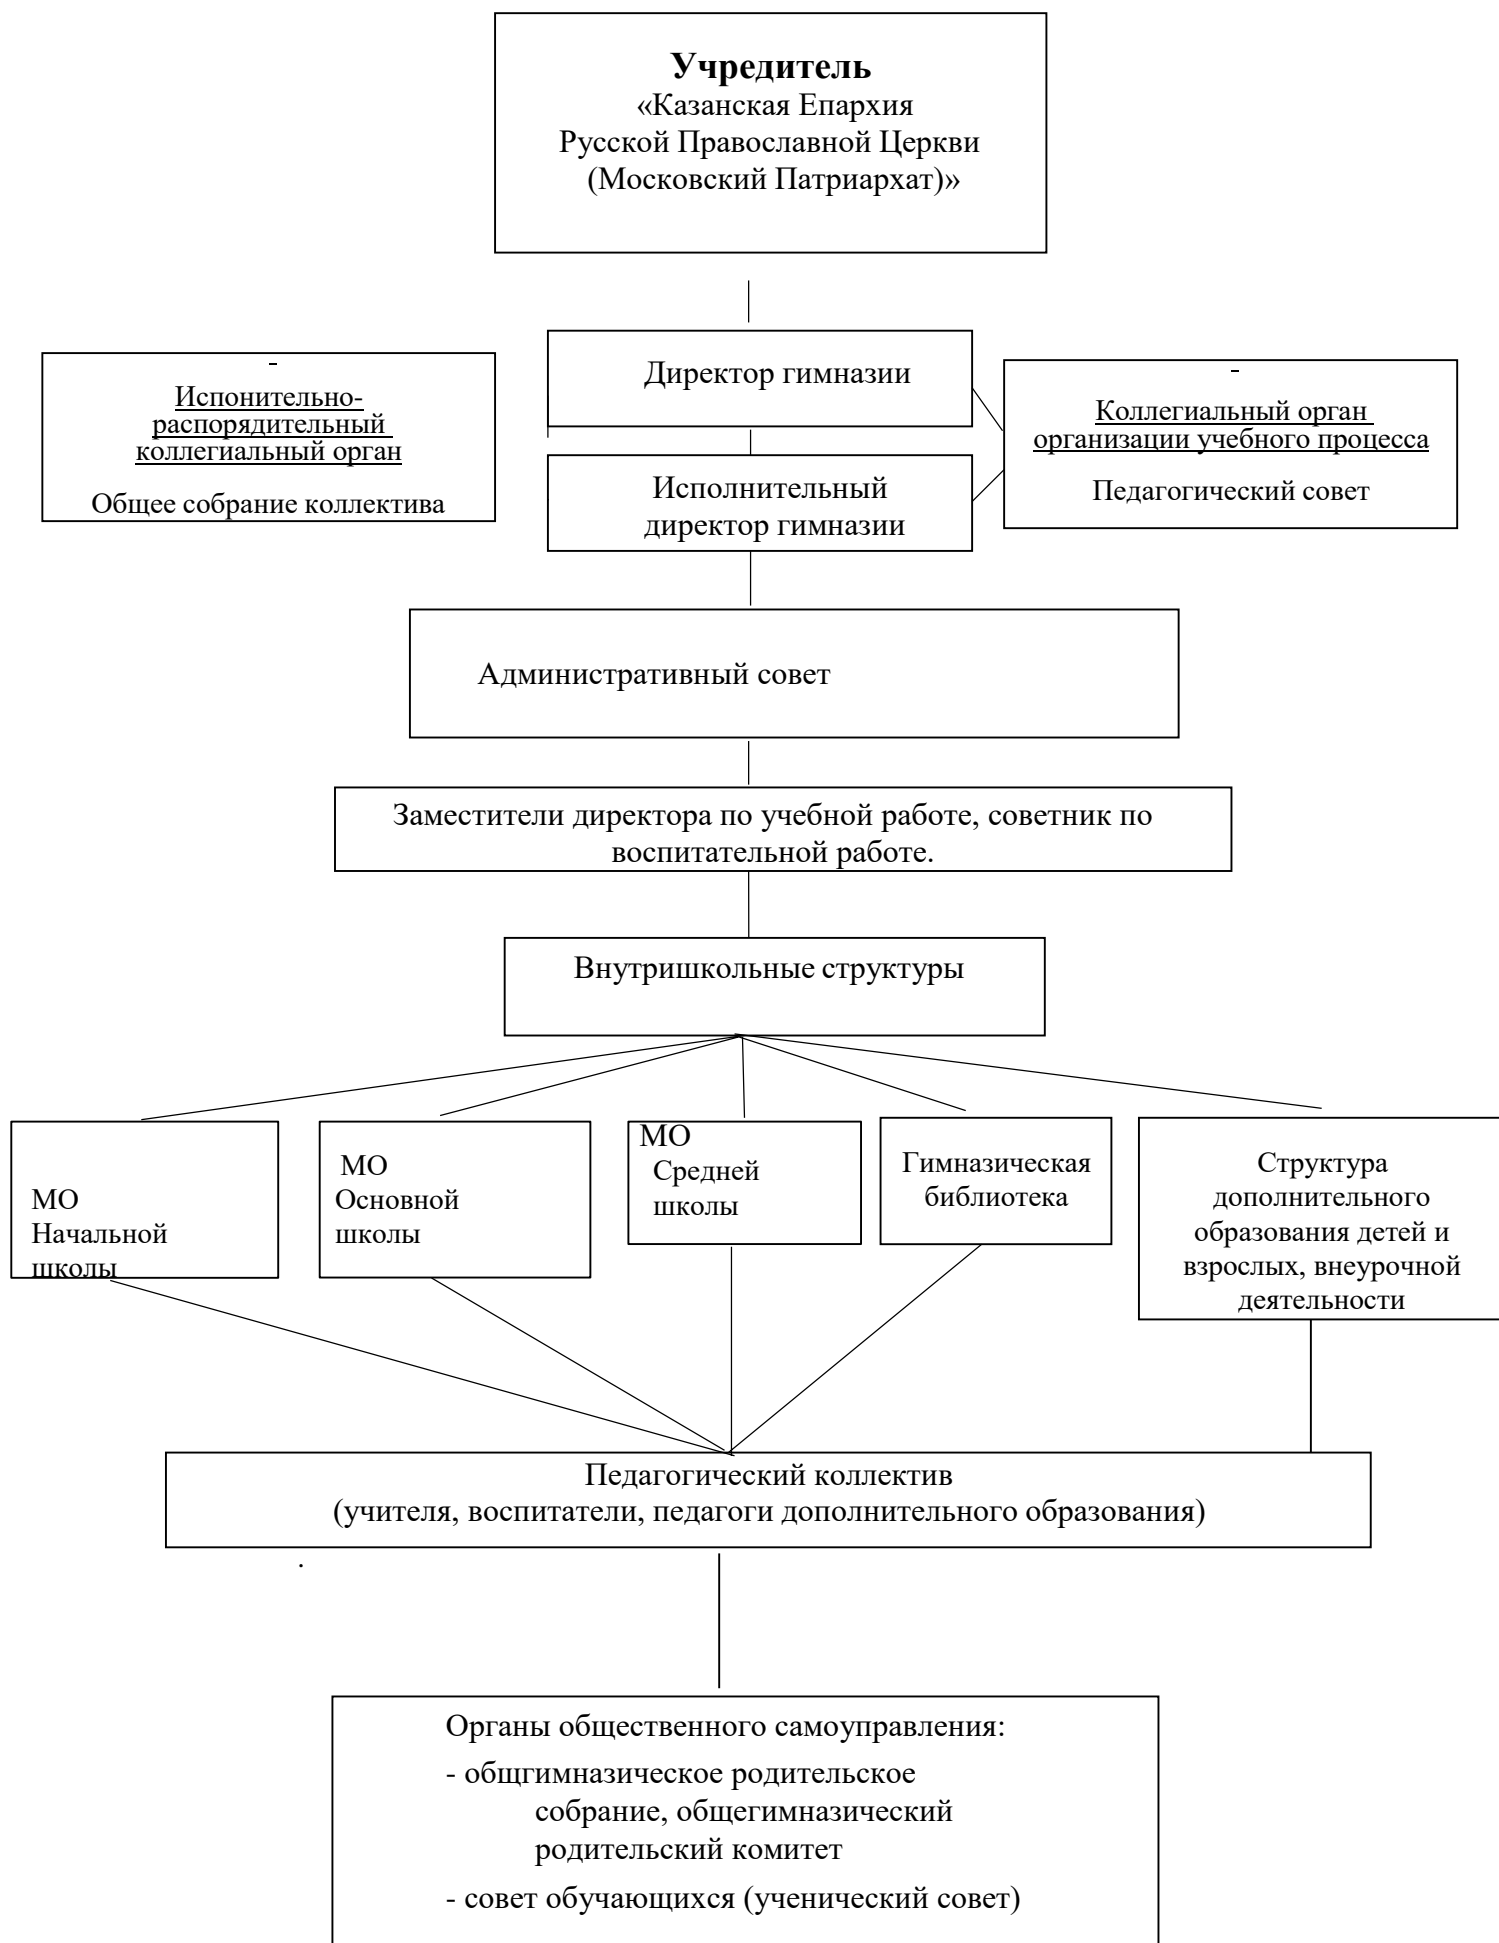 Учредитель
«Казанская Епархия
Русской Православной Церкви
(Московский Патриархат)»
-
Испонительно-
распорядительный
коллегиальный орган
Общее собрание коллектива
Директор гимназии
Исполнительный
директор гимназии
-
Коллегиальный орган
организации учебного процесса
Педагогический совет
Административный совет
Заместители директора по учебной работе, советник по
воспитательной работе.
Внутришкольные структуры
МО
Начальной
школы
МО
Основной
школы
МО
Средней
школы
Гимназическая
библиотека
Структура
дополнительного
образования детей и
взрослых, внеурочной
деятельности
Педагогический коллектив
(учителя, воспитатели, педагоги дополнительного образования)
.
Органы общественного самоуправления:
- общгимназическое родительское
собрание, общегимназический
родительский комитет
- совет обучающихся (ученический совет)